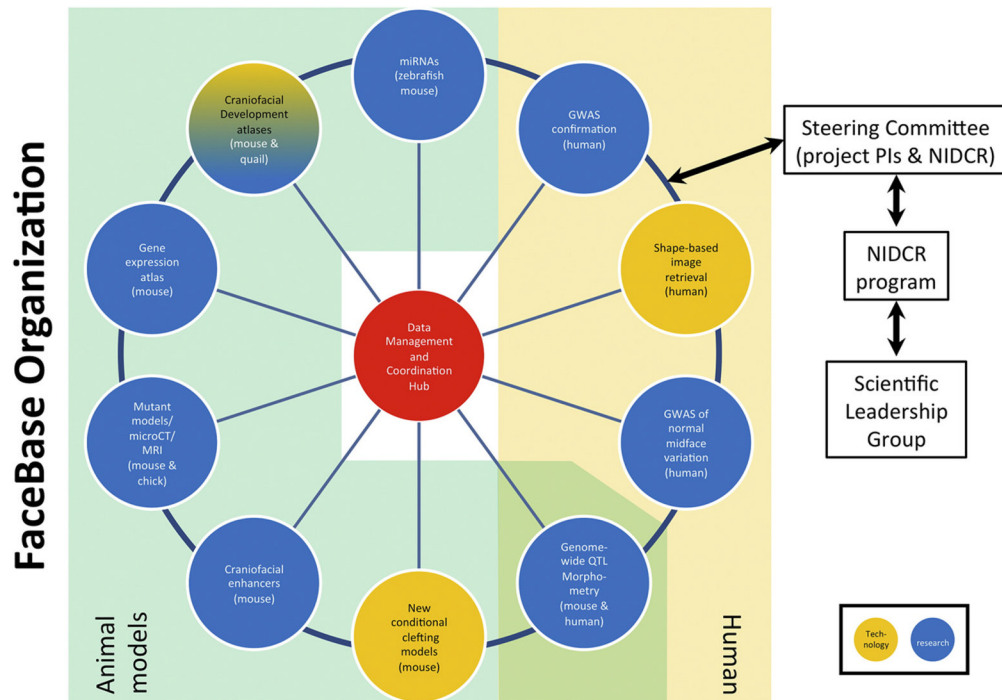 FaceBase Organization
miRNAs
(zebrafish
mouse)
GWAS
confirmation
(human)
Shape-based
image
retrieval
(human)
GWAS of
normal
midface
variation
(human)
Genome-
wide QTL
Morpho-
metry
(mouse &
human)
New
conditional
clefting
models
(mouse)
Craniofacial
enhancers
(mouse)
Mutant
models/
microCT/
MRI
(mouse &
chick)
Gene
expression
atlas
(mouse)
Craniofacial
Development
atlases
(mouse &
quail)
Data
Management
and
Coordination
Hub
Animal
models
Human
Steering Committee
(project PIs & NIDCR)
NIDCR
program
Scientific
Leadership
Group
Tech-
nology
research